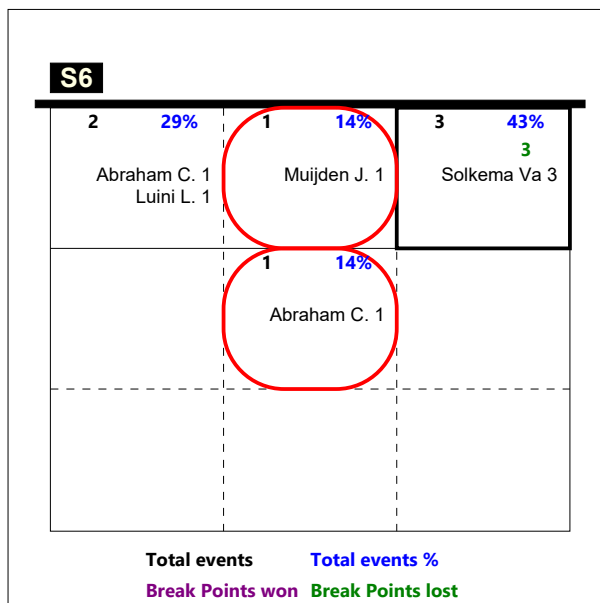 S6
2 29% 1 14% 3 43%
3
Abraham C. 1 Muijden J. 1 Solkema Va 3
Luini L. 1
1 14%
Abraham C. 1
Total events Total events %
Break Points won Break Points lost